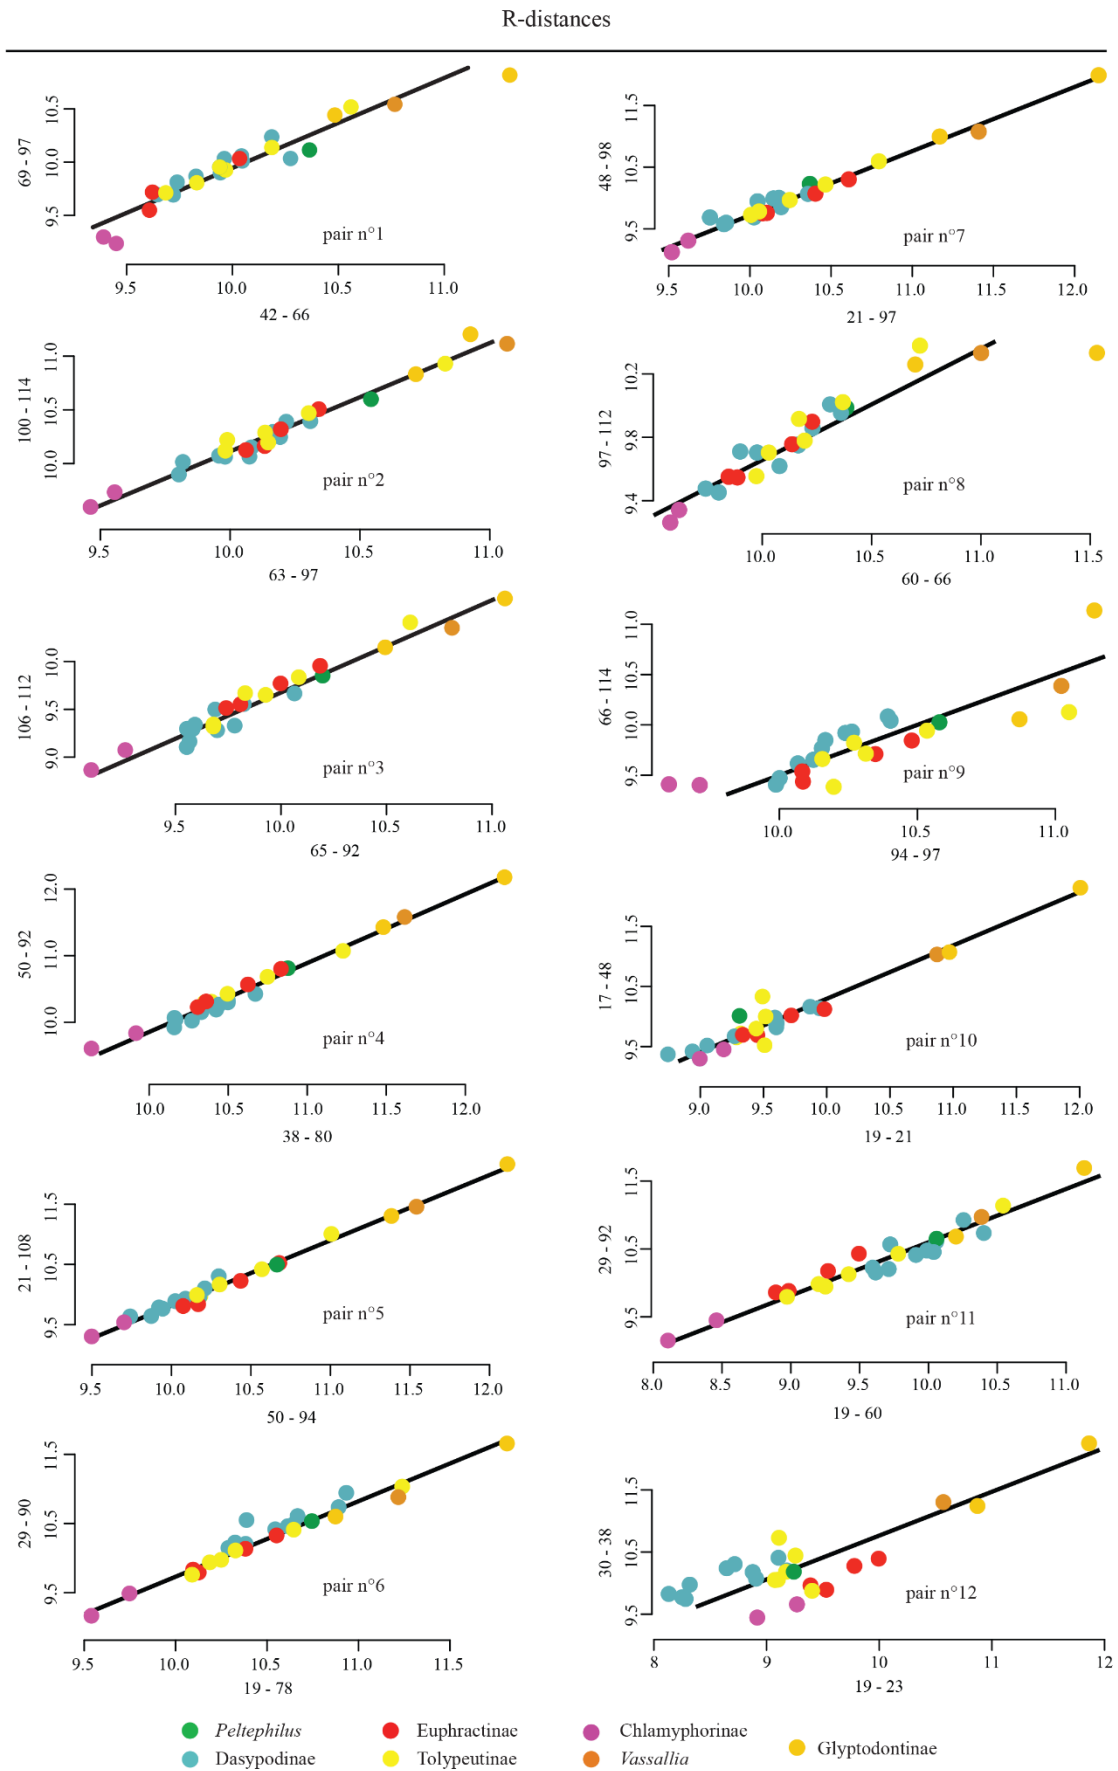 R-distances
69 - 97
9.5 10.0 10.5
pair n°1
9.5 10.0 10.5 11.0
42 - 66
48 - 98
9.5 10.5 11.5
pair n°7
9.5 10.0 10.5 11.0 11.5 12.0
21 - 97
100 - 114
10.0 10.5 11.0
pair n°2
9.5 10.0 10.5 11.0
63 - 97
97 - 112
9.4 9.8 10.2
pair n°8
10.0 10.5 11.0 11.5
60 - 66
106 - 112
9.0 9.5 10.0
pair n°3
9.5 10.0 10.5 11.0
65 - 92
66 - 114
9.5 10.0 10.5 11.0
pair n°9
10.0 10.5 11.0
94 - 97
50 - 92
10.0 11.0 12.0
pair n°4
10.0 10.5 11.0 11.5 12.0
38 - 80
17 - 48
9.5 10.5 11.5
pair n°10
9.0 9.5 10.0 10.5 11.0 11.5 12.0
19 - 21
21 - 108
9.5 10.5 11.5
pair n°5
9.5 10.0 10.5 11.0 11.5 12.0
50 - 94
29 - 92
9.5 10.5 11.5
pair n°11
8.0 8.5 9.0 9.5 10.0 10.5 11.0
19 - 60
29 - 90
9.5 10.5 11.5
pair n°6
9.5 10.0 10.5 11.0 11.5
19 - 78
30 - 38
9.5 10.5 11.5
pair n°12
8 9 10 11 12
19 - 23
Peltephilus Euphractinae Chlamyphorinae Glyptodontinae
Dasypodinae Tolypeutinae Vassallia